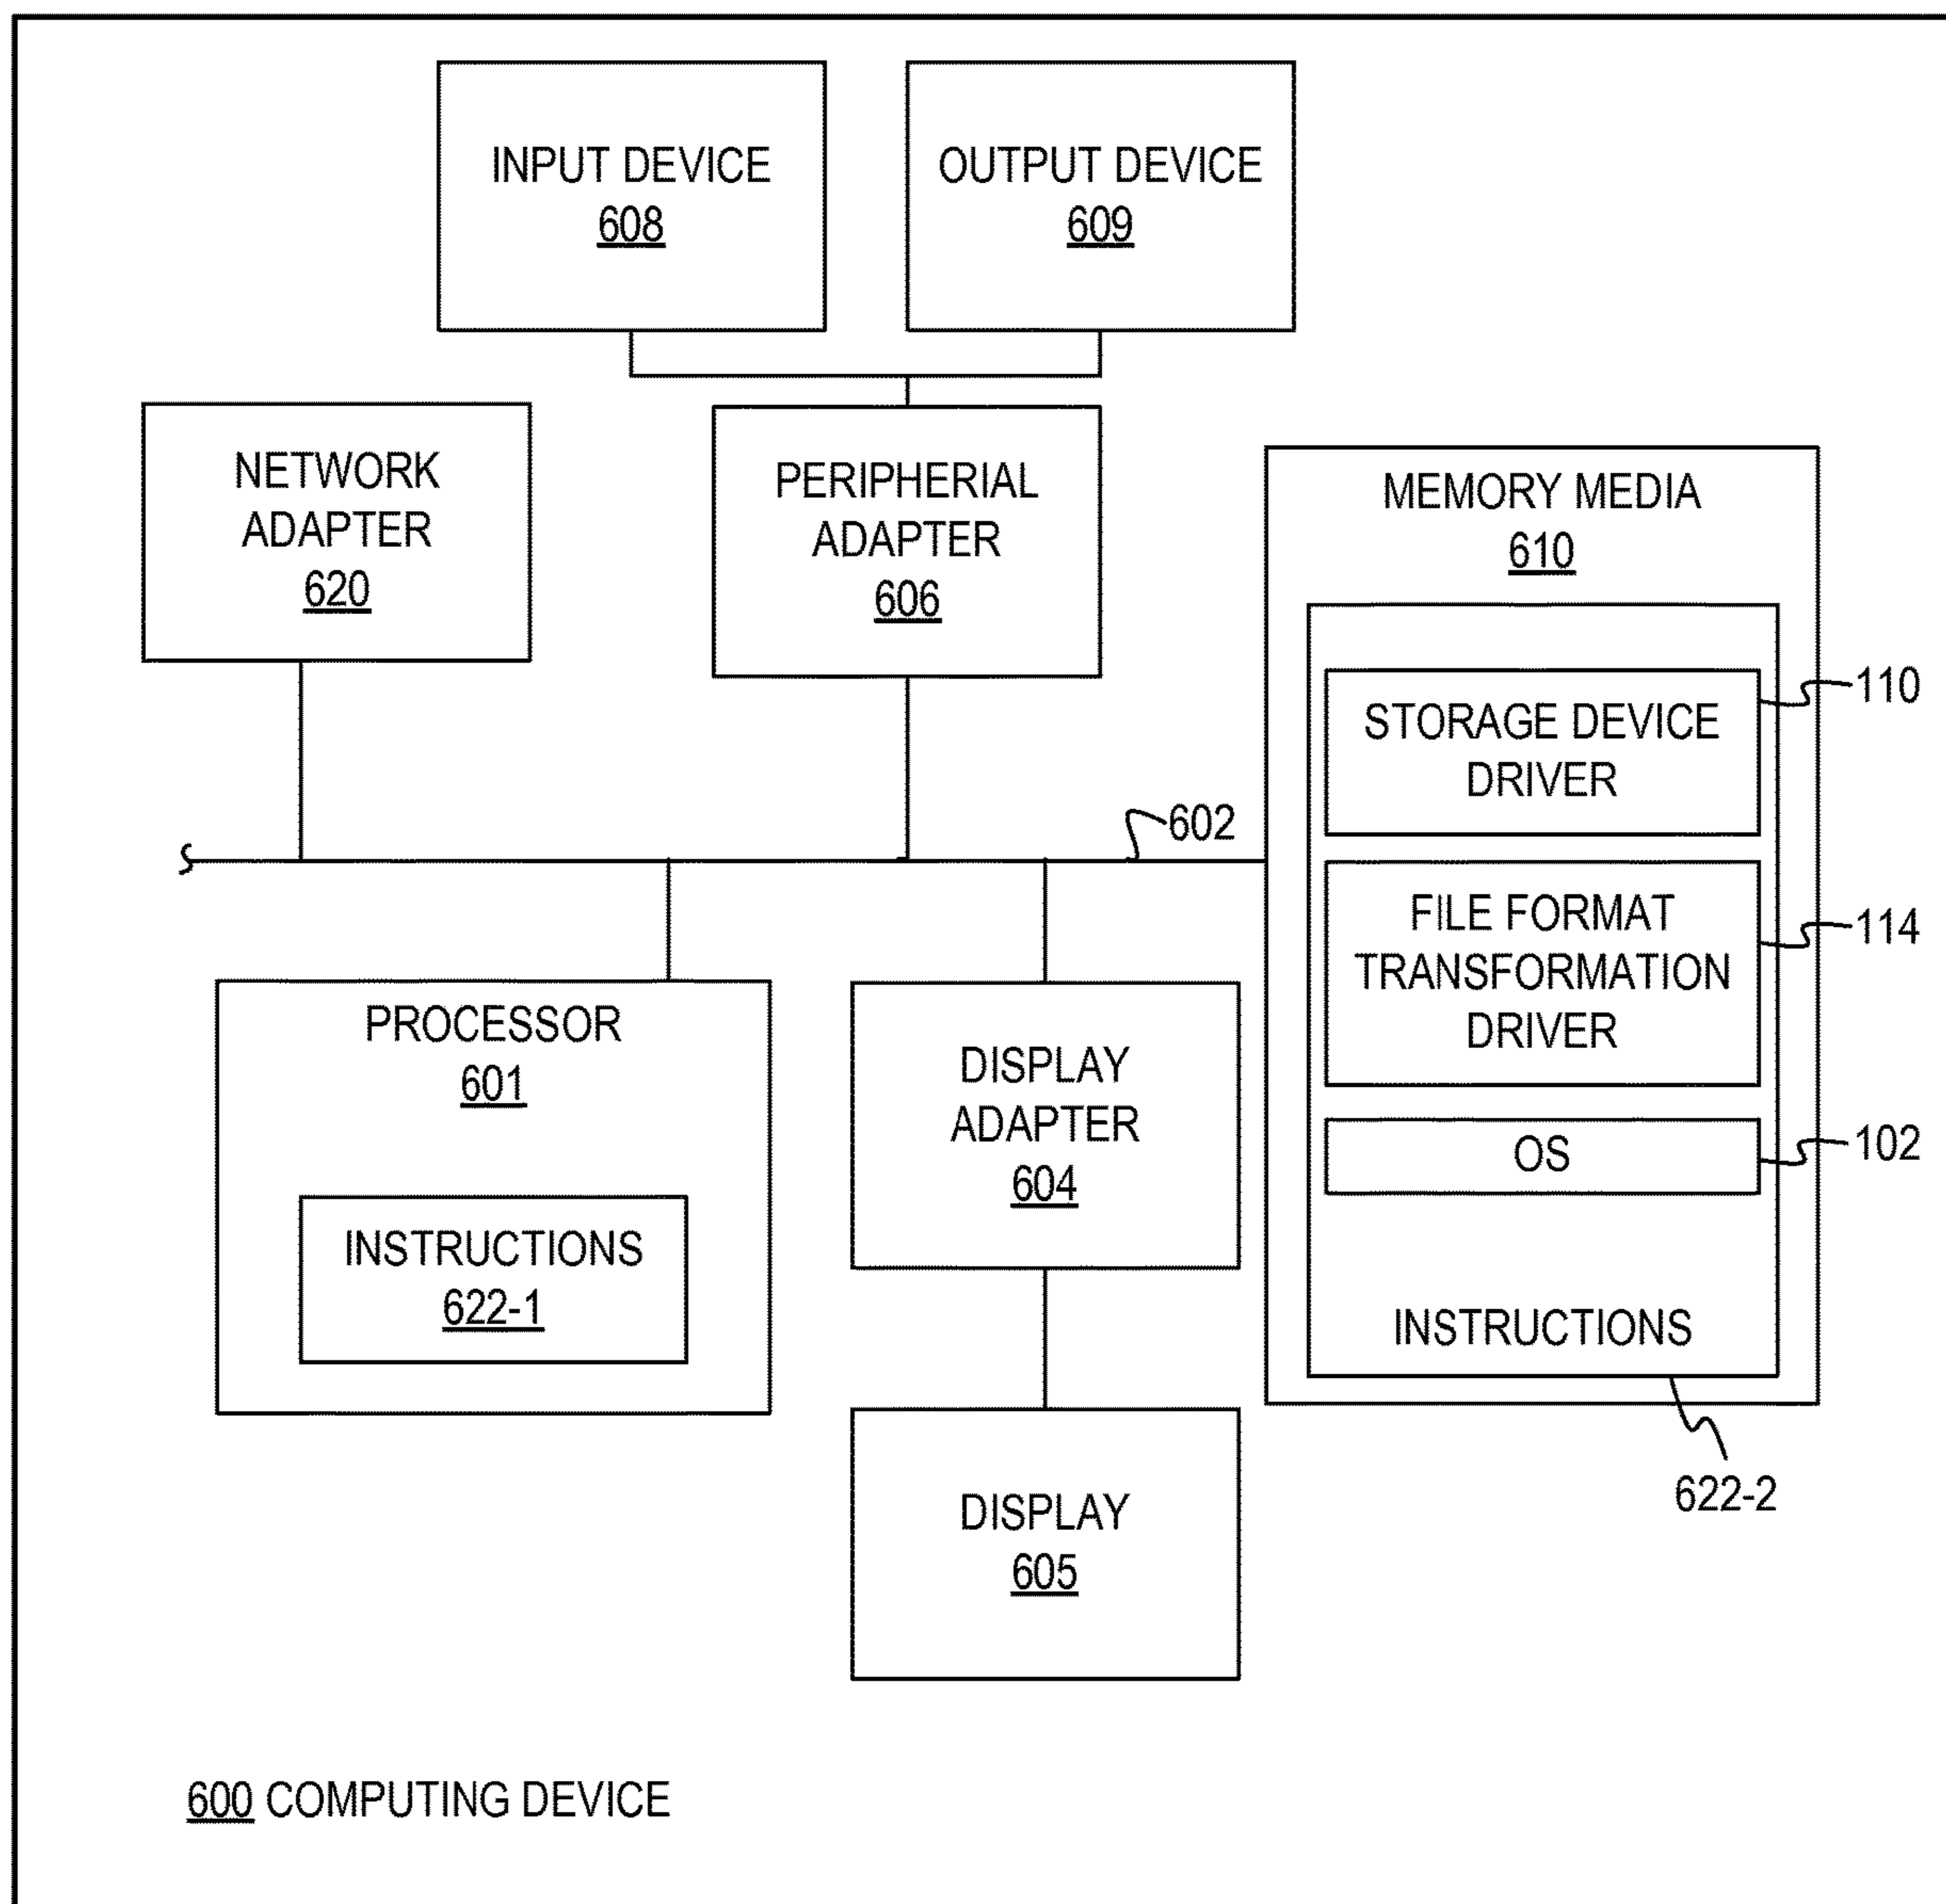 INPUT DEVICE
608
OUTPUT DEVICE
609
NETWORK
ADAPTER
620
PERIPHERIAL
ADAPTER
606
MEMORY MEDIA
610
STORAGE DEVICE
DRIVER
110
602
FILE FORMAT
TRANSFORMATION
DRIVER
114
OS
102
INSTRUCTIONS
622-2
PROCESSOR
601
INSTRUCTIONS
622-1
DISPLAY
ADAPTER
604
DISPLAY
605
600 COMPUTING DEVICE